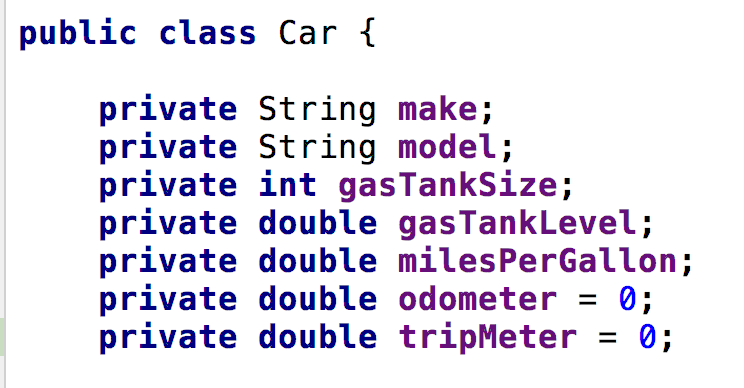 public class Car {
private String make;
private String model;
private int gasTankSize;
private double gasTankLevel;
private double milesPerGallon;
private double odometer = 0;
private double tripMeter = 0;